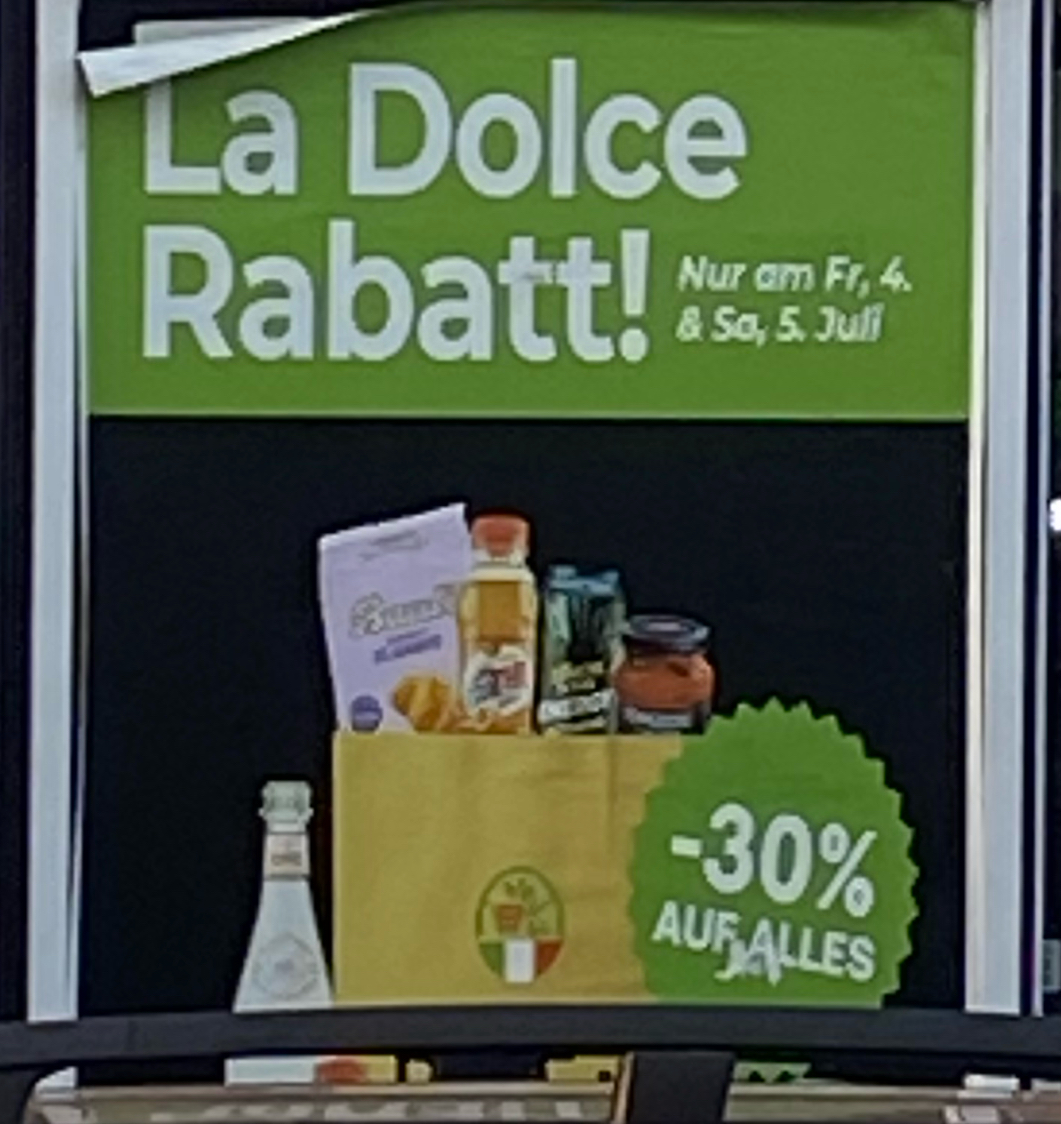 La Dolce
Rabatt!
Nur am Fr, 4.
& Sa, 5. Juli
-30%
AUF ALLES